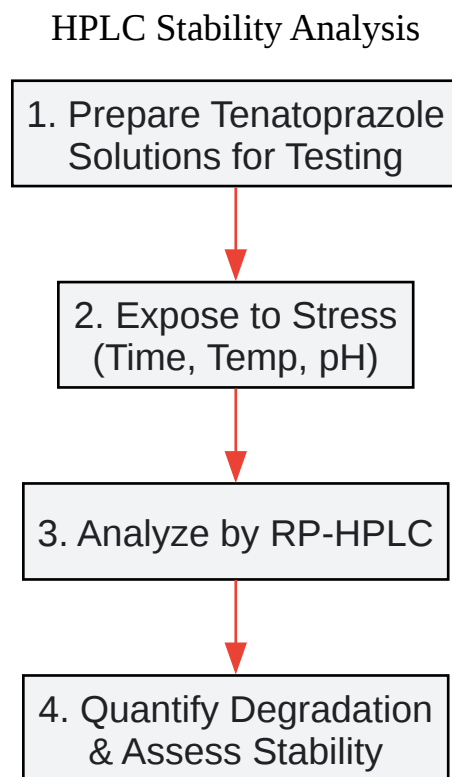 HPLC Stability Analysis
1. Prepare Tenatoprazole
Solutions for Testing
2. Expose to Stress
(Time, Temp, pH)
3. Analyze by RP-HPLC
4. Quantify Degradation
& Assess Stability